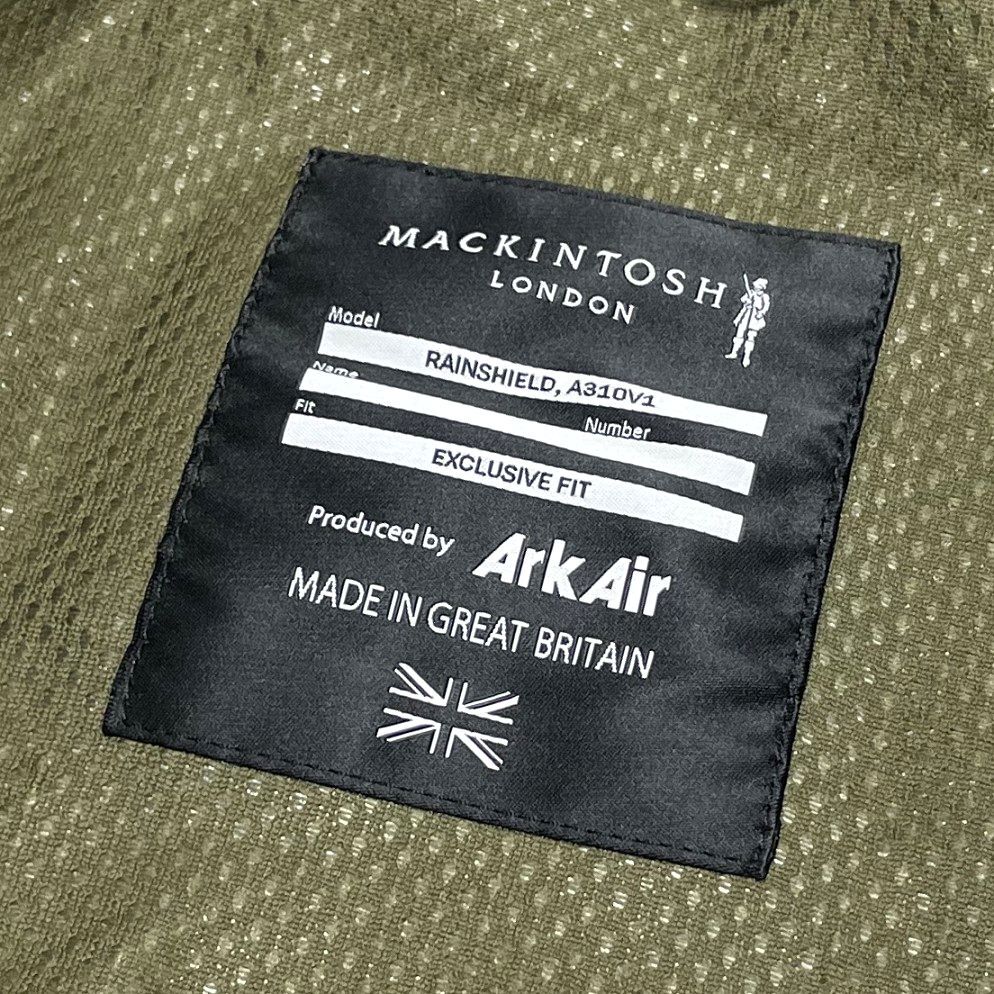 MACKINTOSH
LONDON
Model
RAINSHIELD, A310V1
Name
Number
Fit
EXCLUSIVE FIT
Produced by ArkAir
MADE IN GREAT BRITAIN